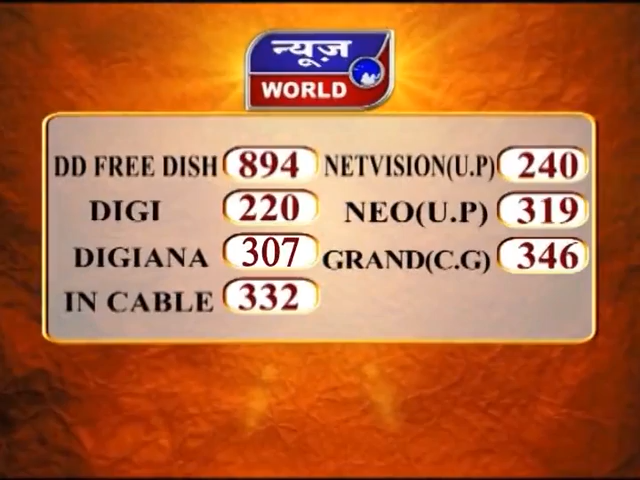 न्यूज़
WORLD
DD FREE DISH 894 NETVISION(U.P) 240
DIGI 220 NEO(U.P) 319
DIGIANA 307 GRAND(C.G) 346
IN CABLE 332